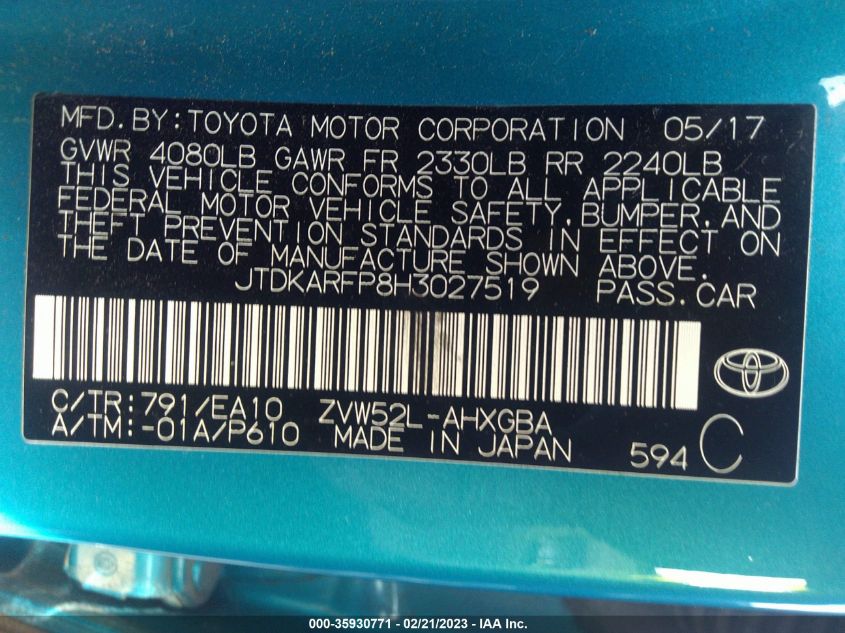 MFD.BY:TOYOTA MOTOR CORPORATION 05/17
GVWR 4080LB GAWR FR 2330LB RR 2240LB
THIS VEHICLE CONFORMS TO ALL APPLICABLE
FEDERAL MOTOR VEHICLE SAFETY,BUMPER,AND
THEFT PREVENTION STANDARDS IN EFFECT ON
THE DATE OF MANUFACTURE SHOWN ABOVE.
JTDKARFP8H3027519 PASS.CAR
C/TR:791/EA10 ZVW52L-AHXGBA
A/TM:-01A/P610 MADE IN JAPAN 594 C
000-35930771 - 02/21/2023 - IAA Inc.